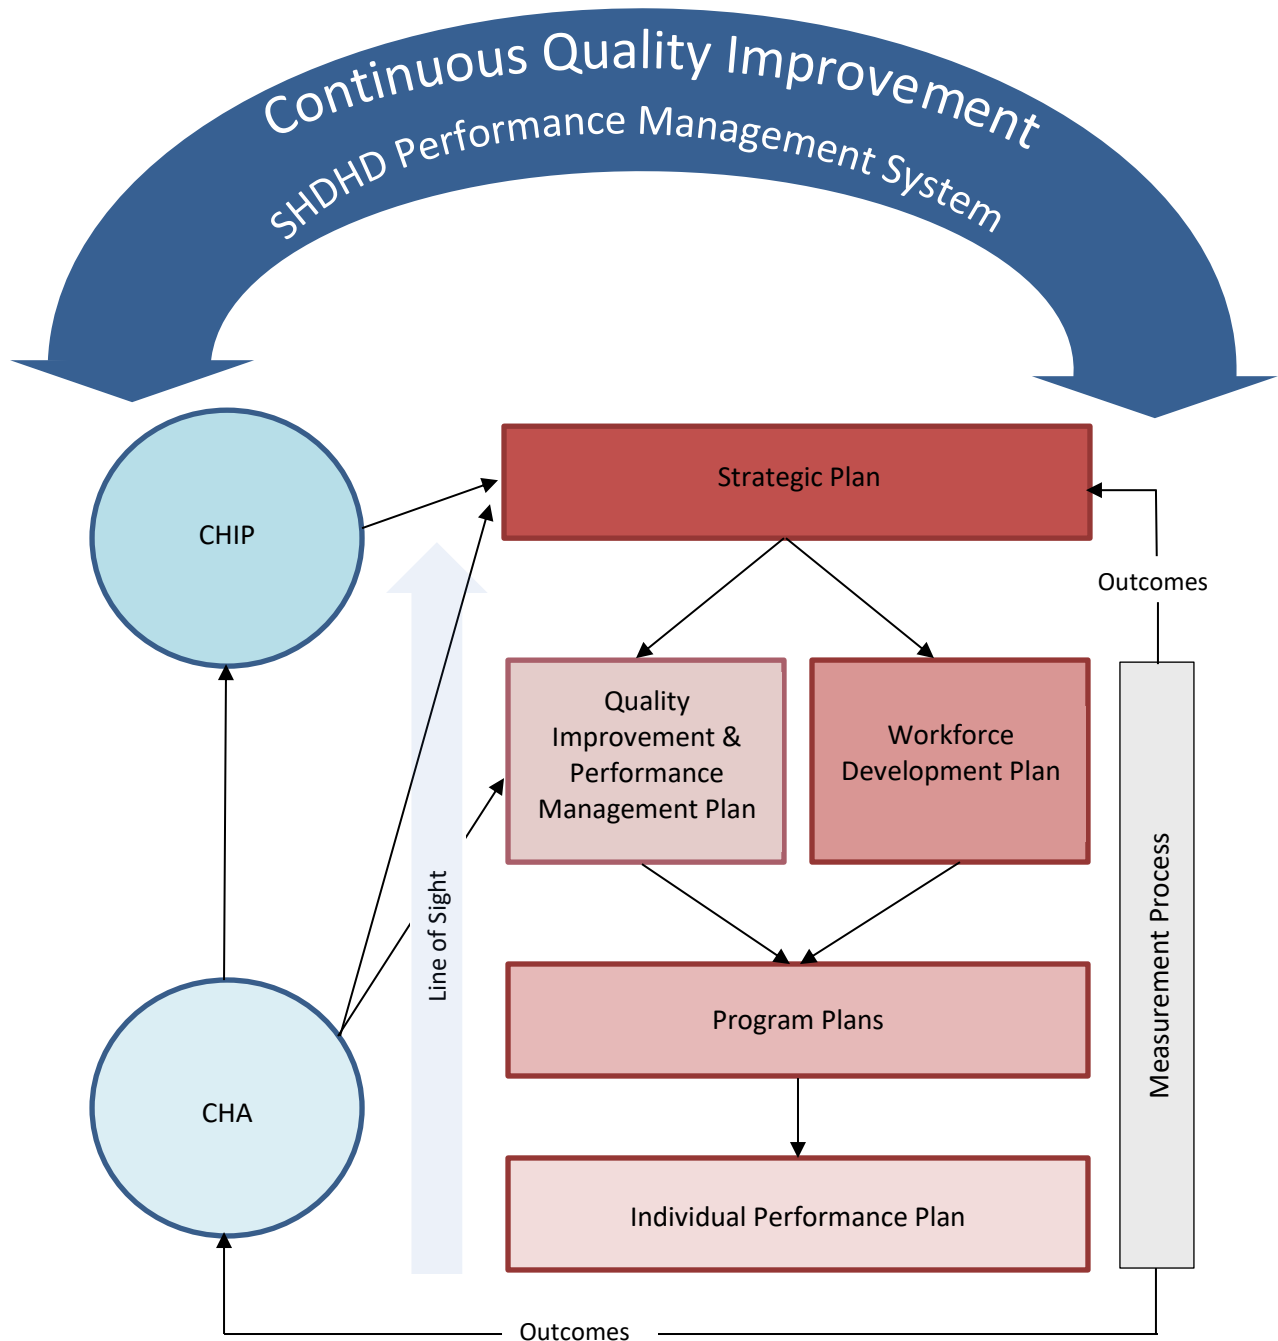 Continuous Quality Improvement
SHDHD Performance Management System
CHIP
Strategic Plan
Outcomes
Quality
Improvement &
Performance
Management Plan
Workforce
Development Plan
Line of Sight
Measurement Process
Program Plans
CHA
Individual Performance Plan
Outcomes